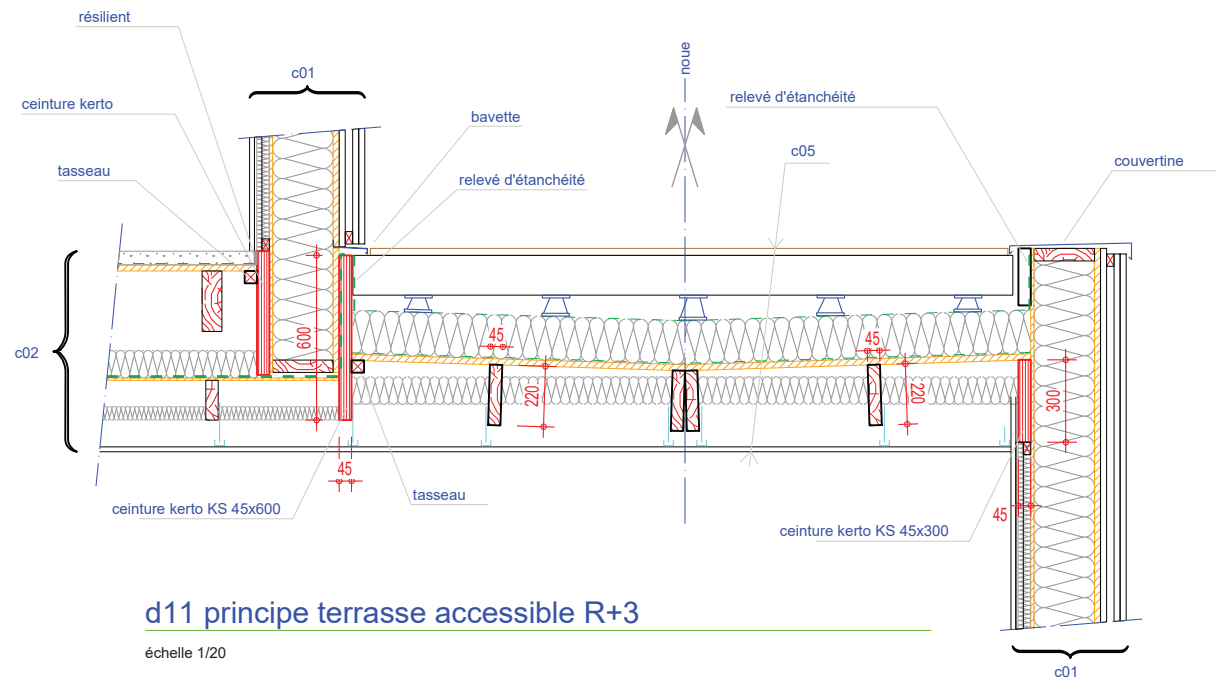 résilient
c01
noue
ceinture kerto
bavette
relevé d'étanchéité
c05
couvertine
tasseau
relevé d'étanchéité
600
45
45
c02
220
220
300
45
tasseau
ceinture kerto KS 45x600
45
ceinture kerto KS 45x300
d11 principe terrasse accessible R+3
échelle 1/20
c01